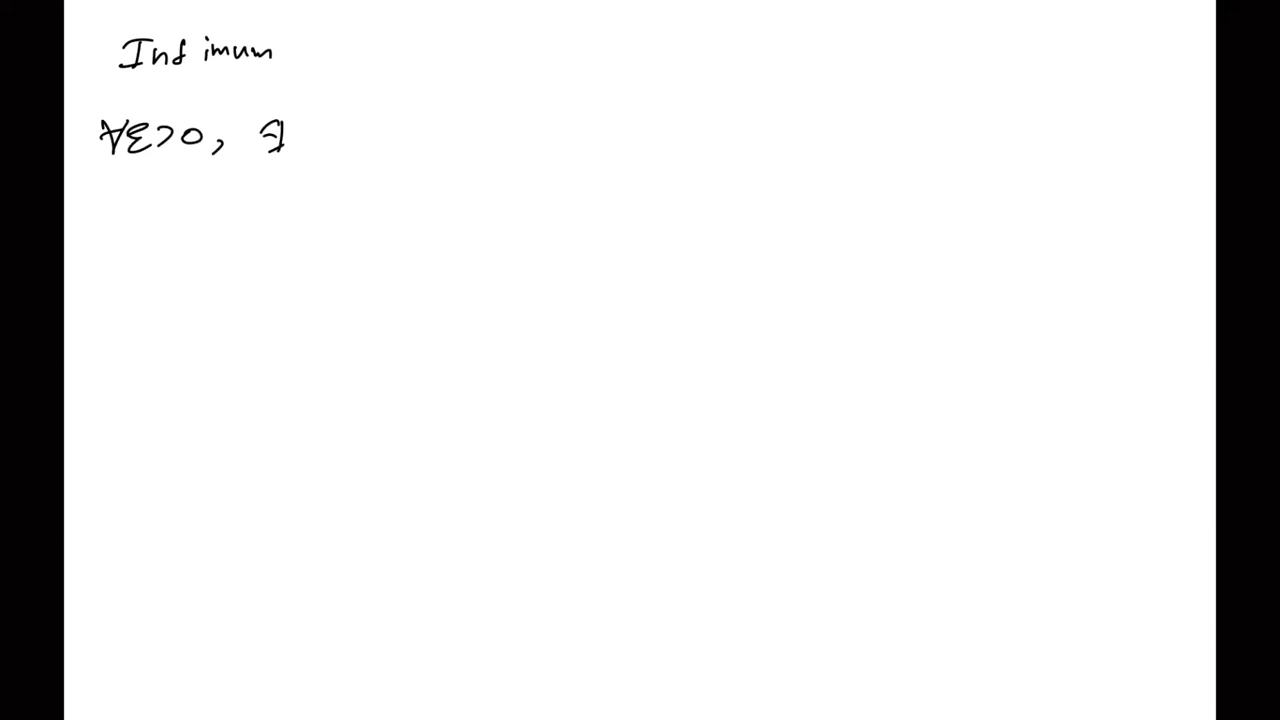 Infimum
∀ε>0, ∃